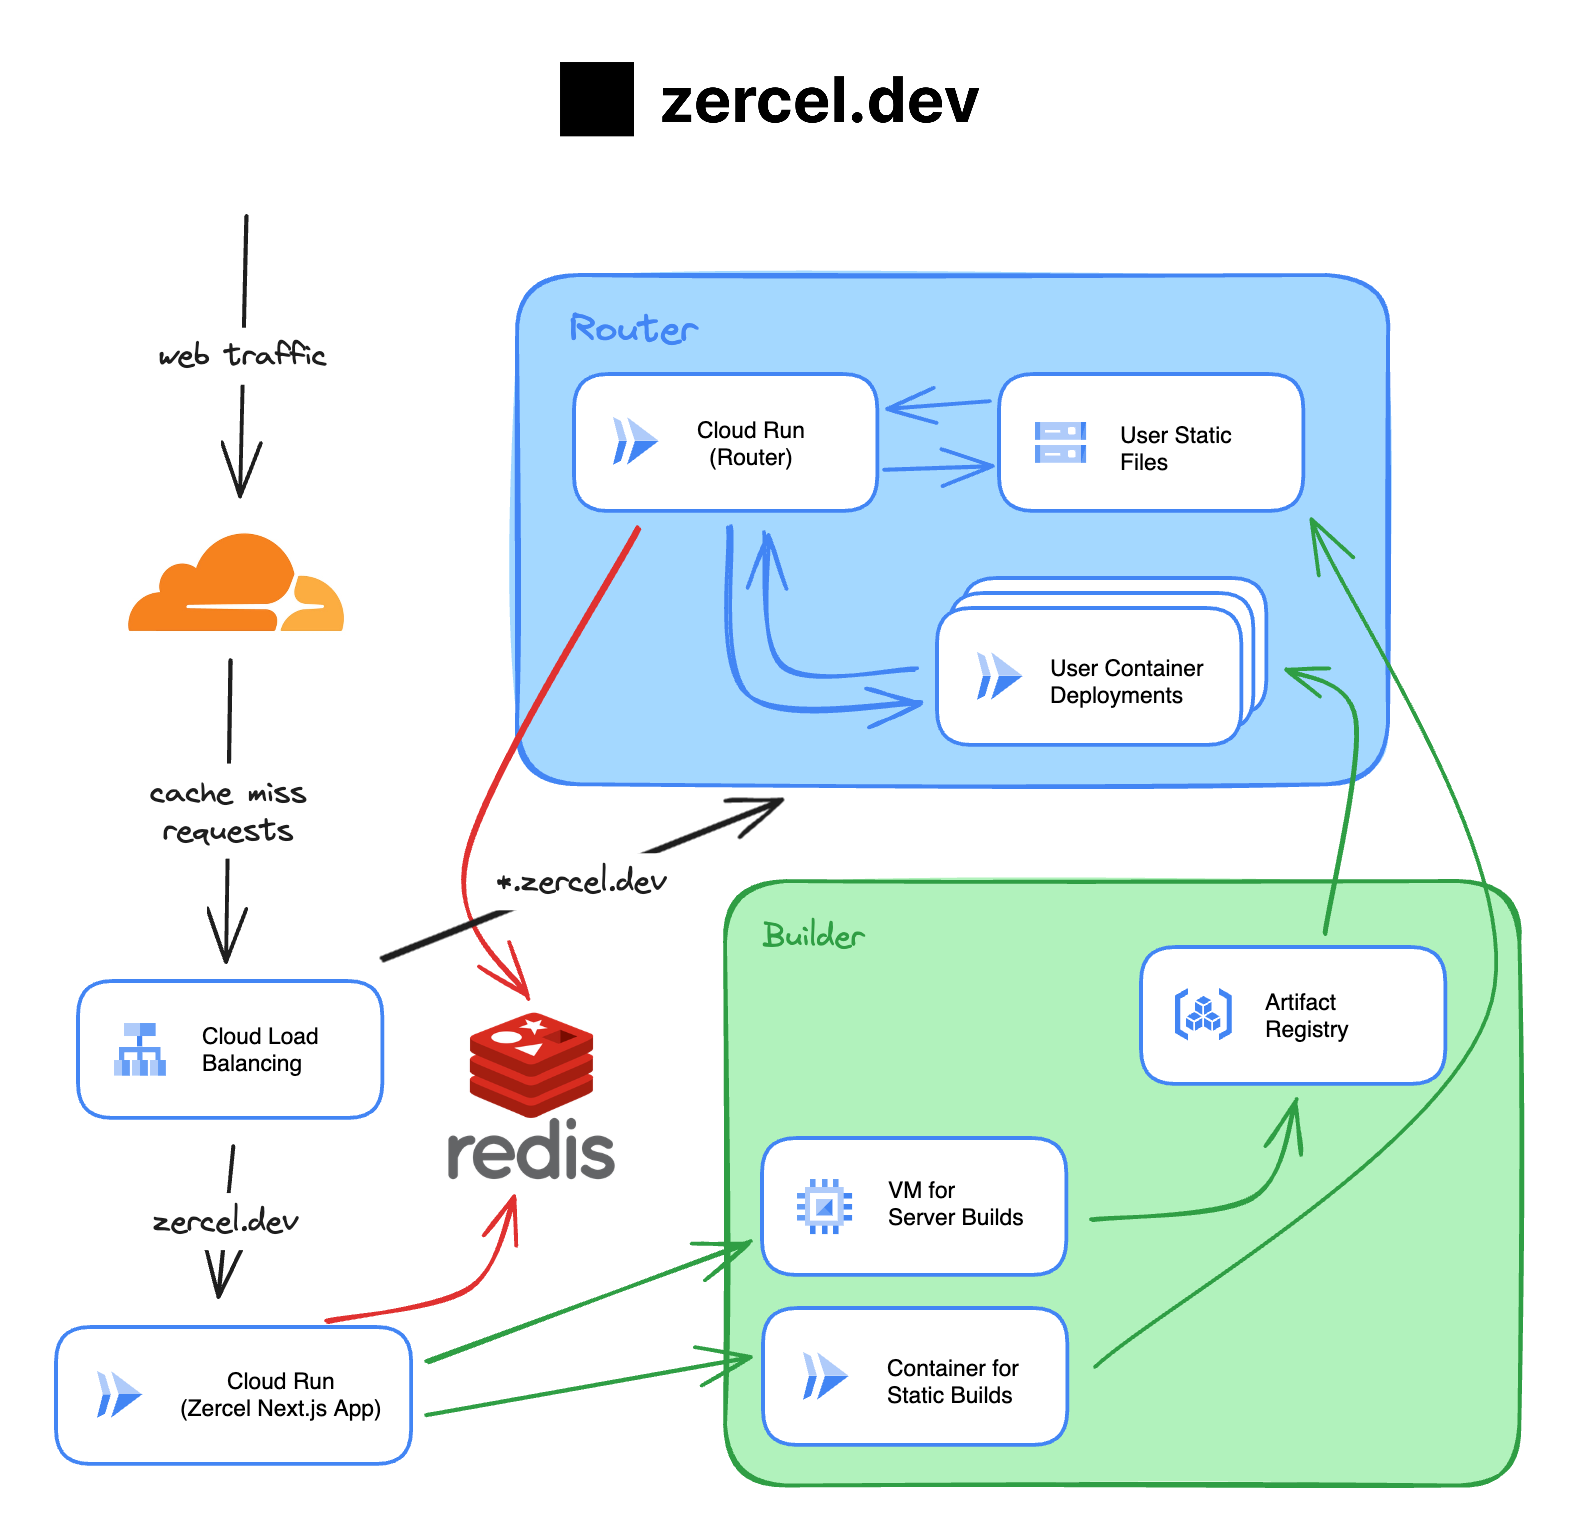 zercel.dev
web traffic
Router
Cloud Run
(Router)
User Static
Files
User Container
Deployments
cache miss
requests
*.zercel.dev
Builder
Cloud Load
Balancing
redis
Artifact
Registry
zercel.dev
VM for
Server Builds
Cloud Run
(Zercel Next.js App)
Container for
Static Builds